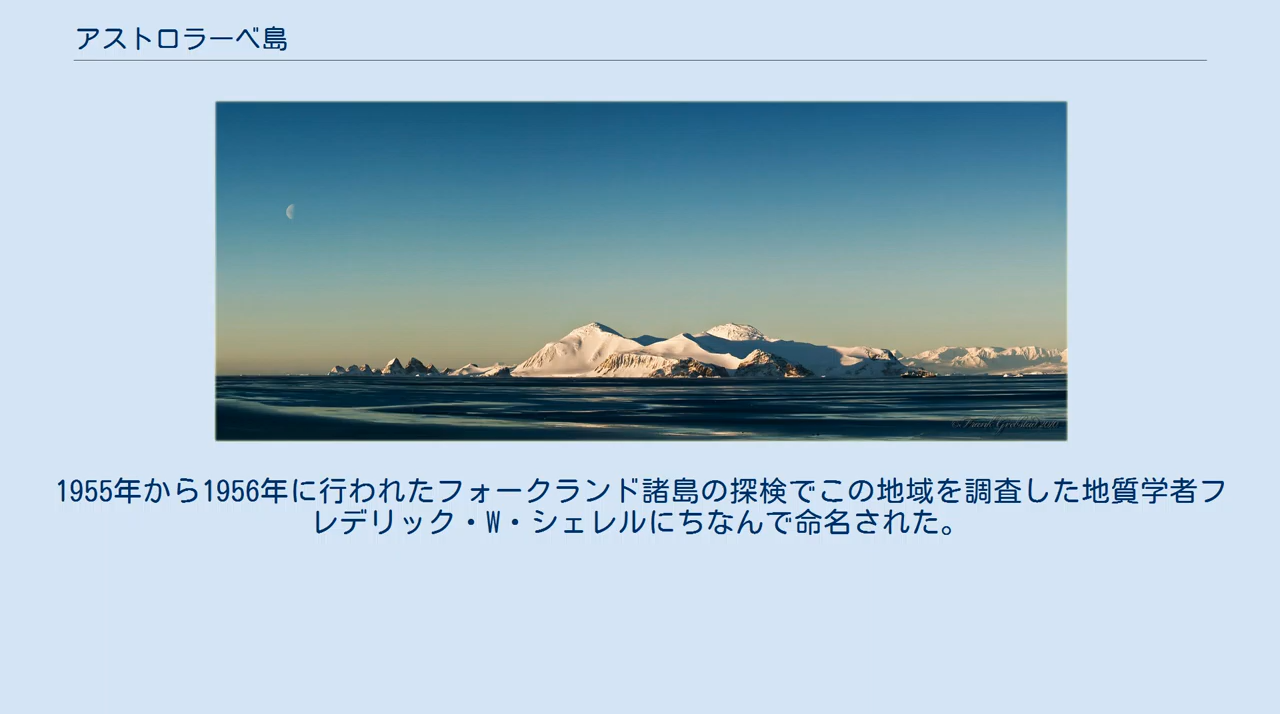 アストロラーベ島
1955年から1956年に行われたフォークランド諸島の探検でこの地域を調査した地質学者フ
レデリック・W・シェレルにちなんで命名された。